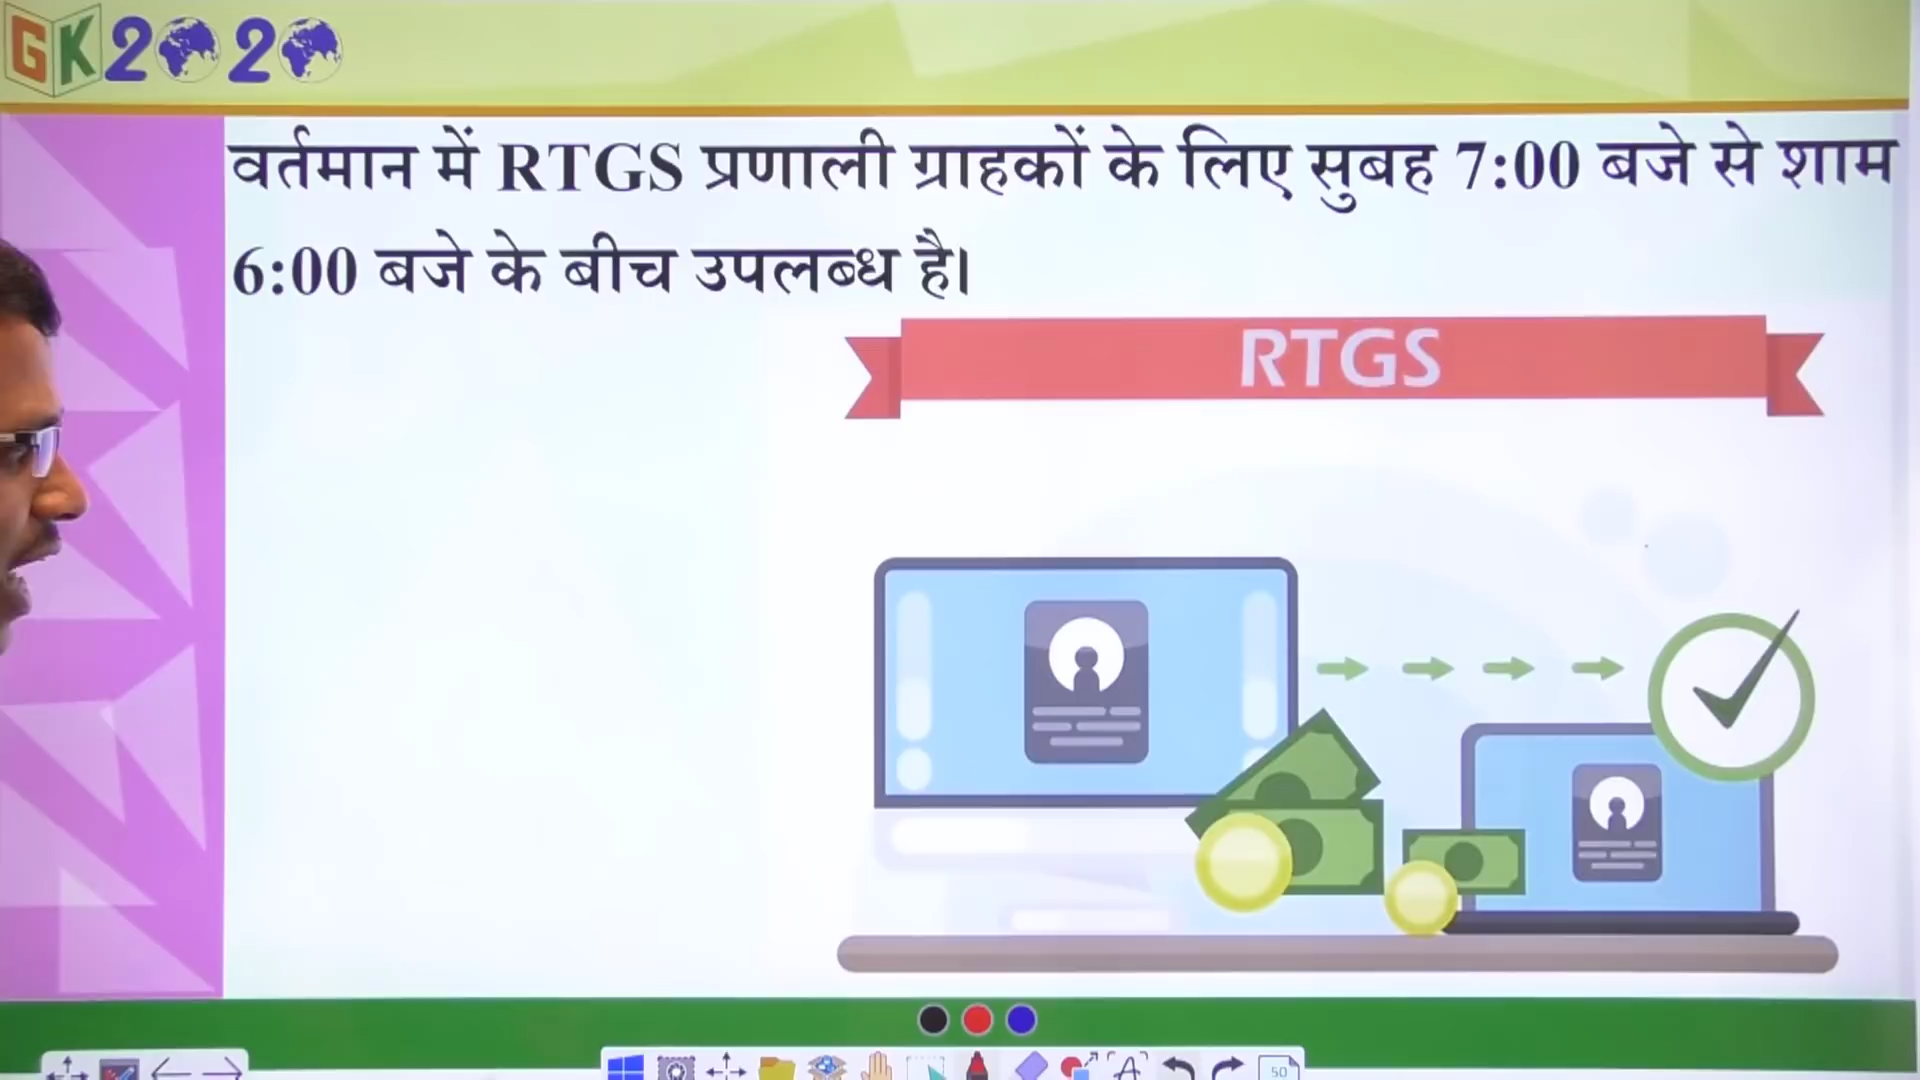 GK2020
वर्तमान में RTGS प्रणाली ग्राहकों के लिए सुबह 7:00 बजे से शाम
6:00 बजे के बीच उपलब्ध है।
RTGS
50